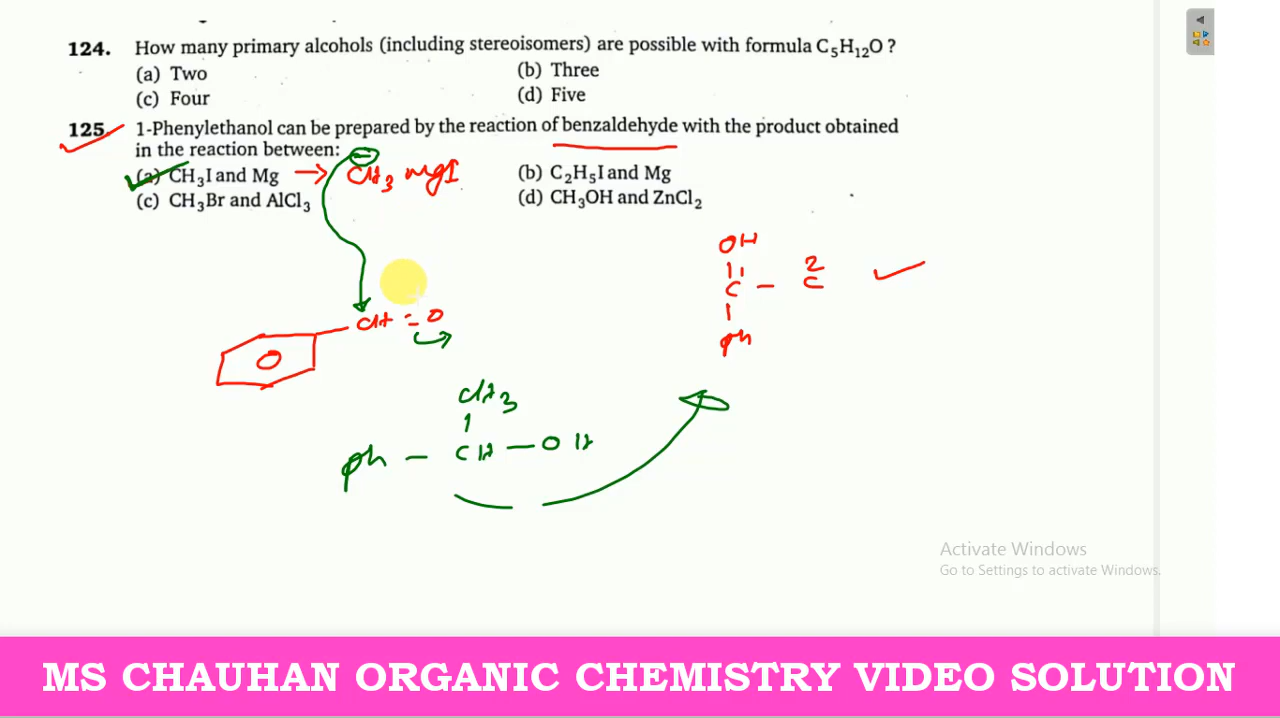 124. How many primary alcohols (including stereoisomers) are possible with formula C₅H₁₂O ?
(a) Two (b) Three
(c) Four (d) Five
125. 1-Phenylethanol can be prepared by the reaction of benzaldehyde with the product obtained
in the reaction between:
(a) CH₃I and Mg → CH₃ MgI (b) C₂H₅I and Mg
(c) CH₃Br and AlCl₃ (d) CH₃OH and ZnCl₂
OH
C - C 2
Ph
CH = O
CH3
Ph - CH - OH
Activate Windows
Go to Settings to activate Windows.
MS CHAUHAN ORGANIC CHEMISTRY VIDEO SOLUTION